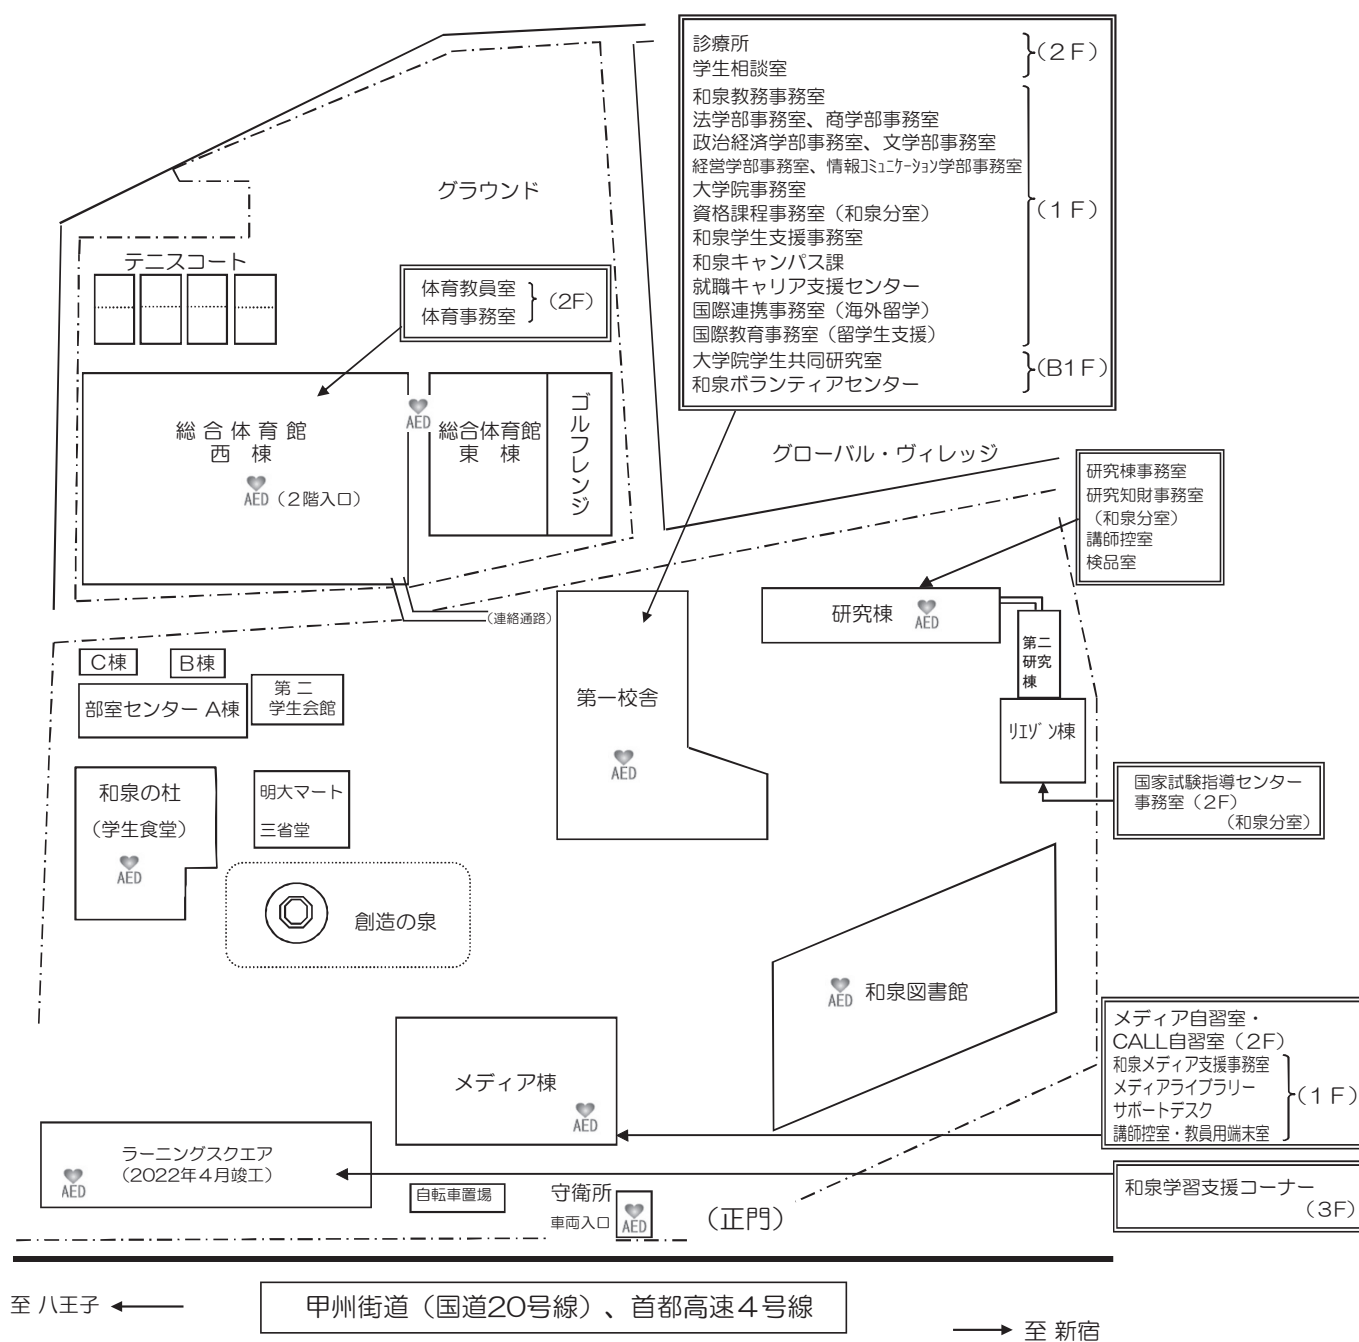 診療所
学生相談室
(2F)
和泉教務事務室
法学部事務室、商学部事務室
政治経済学部事務室、文学部事務室
経営学部事務室、情報ｺﾐｭﾆｹｰｼｮﾝ学部事務室
大学院事務室
資格課程事務室（和泉分室）
和泉学生支援事務室
和泉キャンパス課
就職キャリア支援センター
国際連携事務室（海外留学）
国際教育事務室（留学生支援）
(1F)
大学院学生共同研究室
和泉ボランティアセンター
(B1F)
グラウンド
テニスコート
体育教員室
体育事務室
(2F)
総合体育館
西棟
AED（2階入口）
AED
総合体育館
東棟
ゴルフレンジ
グローバル・ヴィレッジ
研究棟事務室
研究知財事務室
（和泉分室）
講師控室
検品室
（連絡通路）
研究棟
AED
第二
研究
棟
C棟
B棟
部室センター A棟
第二
学生会館
第一校舎
AED
ﾘｴｿﾞﾝ棟
国家試験指導センター
事務室（2F）
（和泉分室）
和泉の杜
（学生食堂）
AED
明大マート
三省堂
創造の泉
AED
和泉図書館
メディア自習室・
CALL自習室（2F）
和泉メディア支援事務室
メディアライブラリー
サポートデスク
講師控室・教員用端末室
(1F)
メディア棟
AED
ラーニングスクエア
（2022年4月竣工）
AED
和泉学習支援コーナー
（3F）
自転車置場
守衛所
車両入口
AED
（正門）
至 八王子
甲州街道（国道20号線）、首都高速4号線
至 新宿